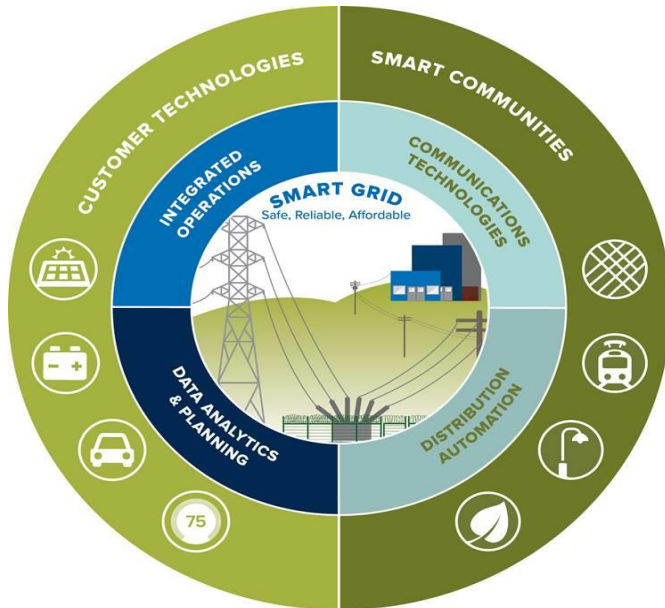 CUSTOMER TECHNOLOGIES
SMART COMMUNITIES
INTEGRATED
OPERATIONS
COMMUNICATIONS
TECHNOLOGIES
SMART GRID
Safe, Reliable, Affordable
DATA ANALYTICS
& PLANNING
DISTRIBUTION
AUTOMATION
75